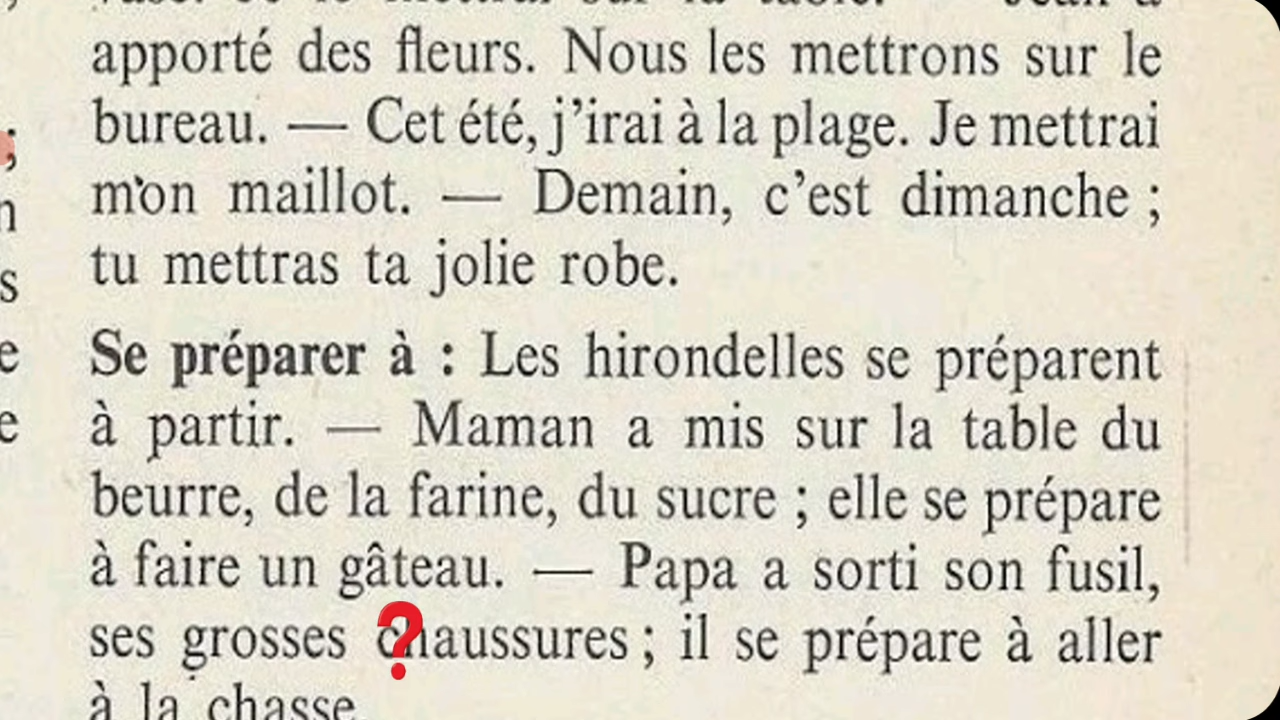 apporté des fleurs. Nous les mettrons sur le
bureau. — Cet été, j'irai à la plage. Je mettrai
mon maillot. — Demain, c'est dimanche ;
tu mettras ta jolie robe.
Se préparer à : Les hirondelles se préparent
à partir. — Maman a mis sur la table du
beurre, de la farine, du sucre ; elle se prépare
à faire un gâteau. — Papa a sorti son fusil,
ses grosses chaussures ; il se prépare à aller
à la chasse.